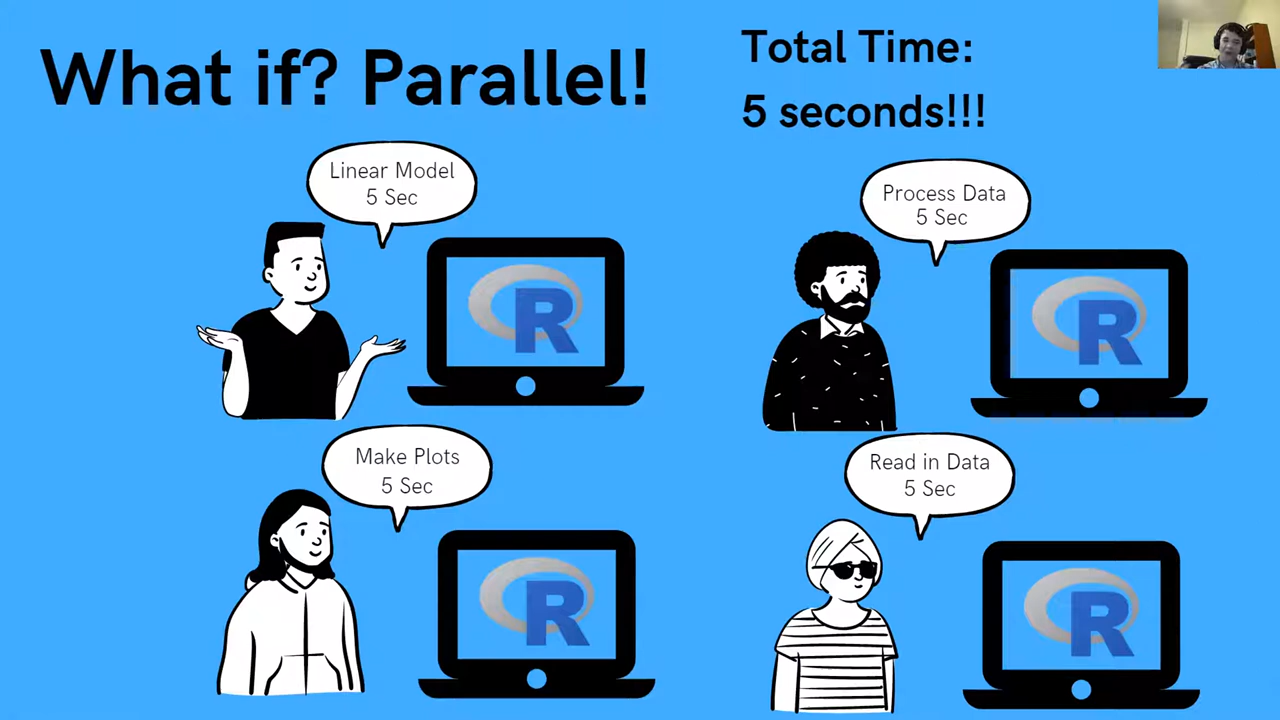 What if? Parallel!
Total Time:
5 seconds!!!
Linear Model
5 Sec
R
Process Data
5 Sec
R
Make Plots
5 Sec
R
Read in Data
5 Sec
R